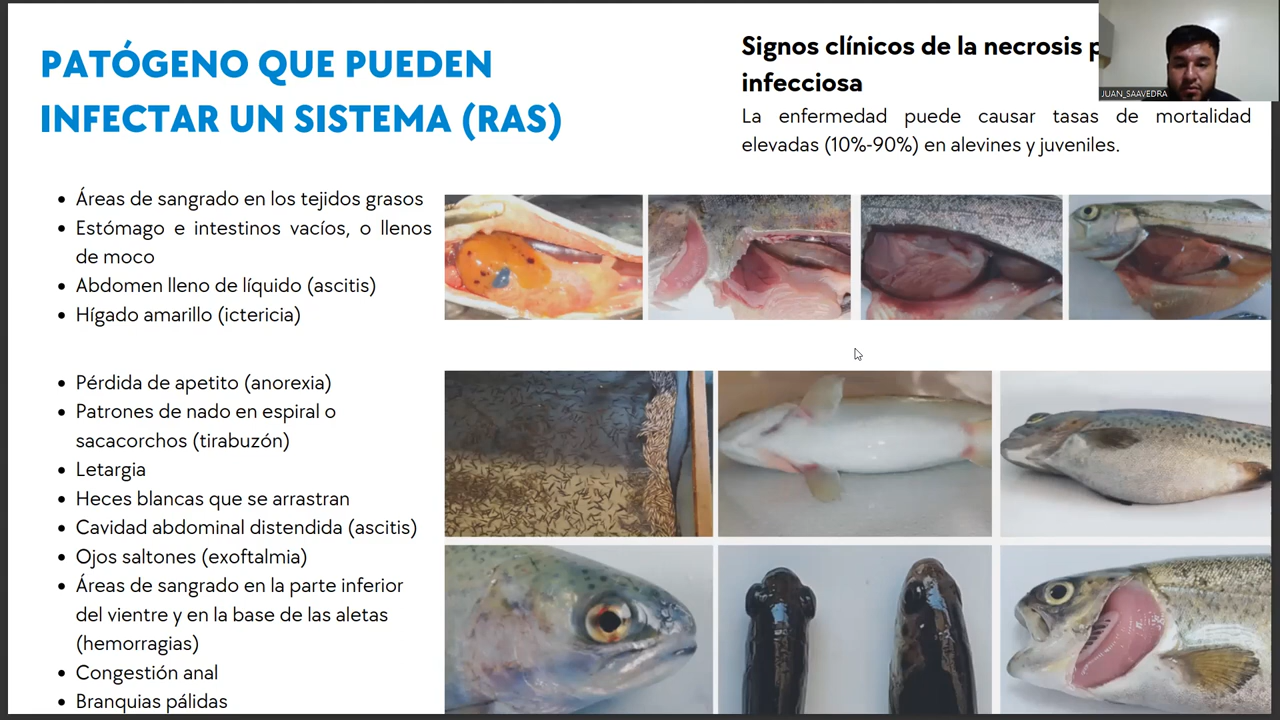 PATÓGENO QUE PUEDEN
INFECTAR UN SISTEMA (RAS)
Signos clínicos de la necrosis
infecciosa
La enfermedad puede causar tasas de mortalidad
elevadas (10%-90%) en alevines y juveniles.
JUAN_SAAVEDRA
• Áreas de sangrado en los tejidos grasos
• Estómago e intestinos vacíos, o llenos
de moco
• Abdomen lleno de líquido (ascitis)
• Hígado amarillo (ictericia)
• Pérdida de apetito (anorexia)
• Patrones de nado en espiral o
sacacorchos (tirabuzón)
• Letargia
• Heces blancas que se arrastran
• Cavidad abdominal distendida (ascitis)
• Ojos saltones (exoftalmia)
• Áreas de sangrado en la parte inferior
del vientre y en la base de las aletas
(hemorragias)
• Congestión anal
• Branquias pálidas